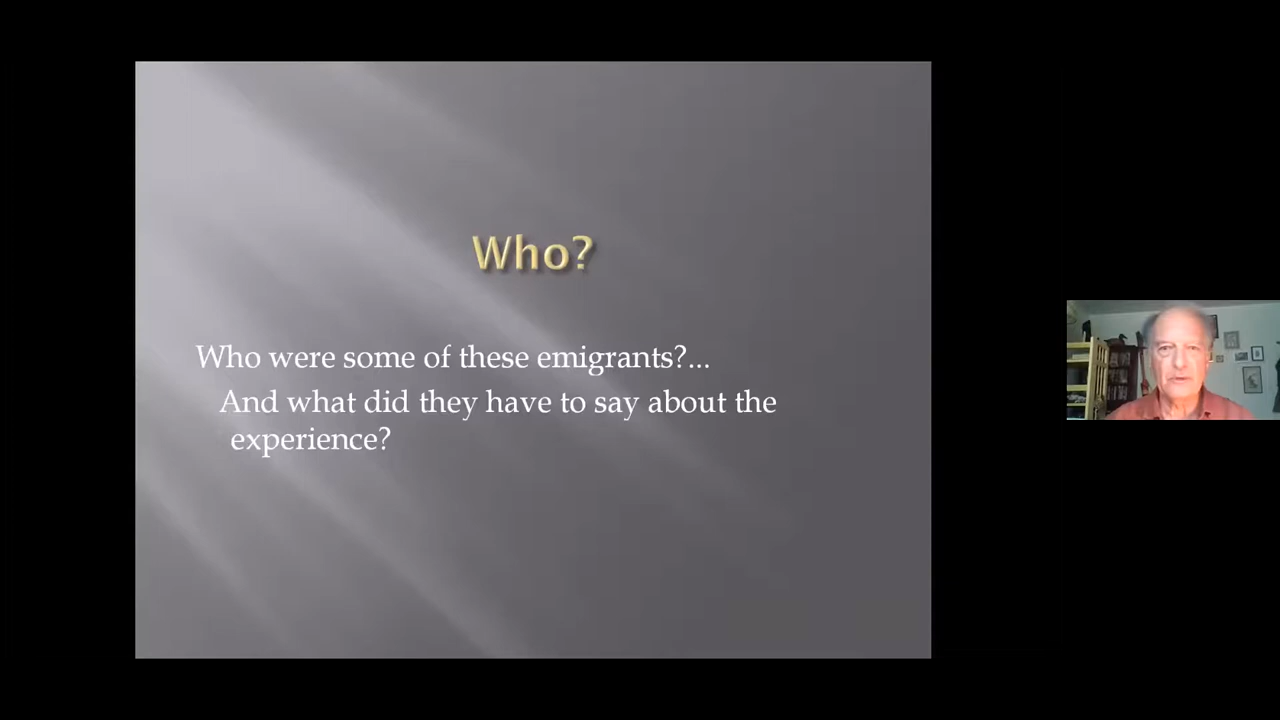 Who?
Who were some of these emigrants?...
And what did they have to say about the
experience?